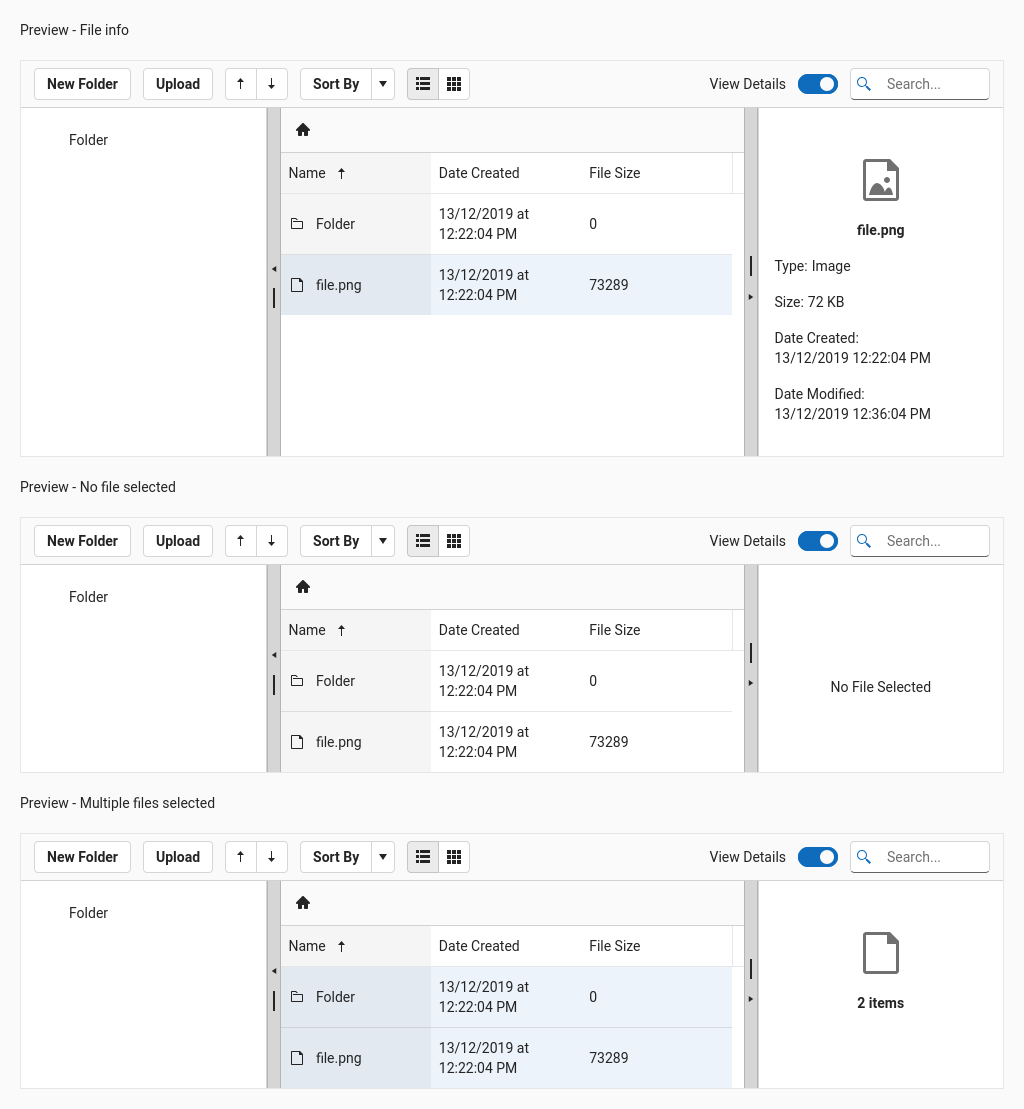 Preview - File info
New Folder Upload Sort By View Details Search...
Folder
Name Date Created File Size
Folder 13/12/2019 at 12:22:04 PM 0
file.png 13/12/2019 at 12:22:04 PM 73289
file.png
Type: Image
Size: 72 KB
Date Created:
13/12/2019 12:22:04 PM
Date Modified:
13/12/2019 12:36:04 PM
Preview - No file selected
New Folder Upload Sort By View Details Search...
Folder
Name Date Created File Size
Folder 13/12/2019 at 12:22:04 PM 0
file.png 13/12/2019 at 12:22:04 PM 73289
No File Selected
Preview - Multiple files selected
New Folder Upload Sort By View Details Search...
Folder
Name Date Created File Size
Folder 13/12/2019 at 12:22:04 PM 0
file.png 13/12/2019 at 12:22:04 PM 73289
2 items